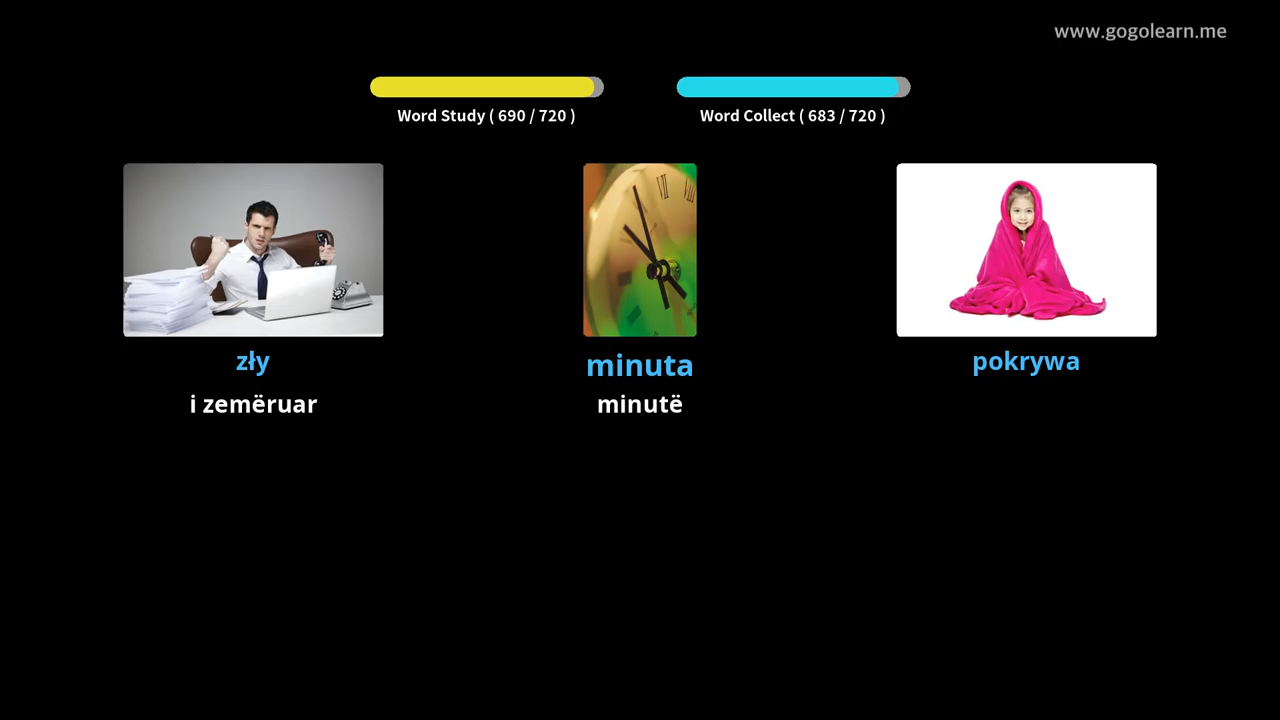 www.gogolearn.me
Word Study ( 690 / 720 )
Word Collect ( 683 / 720 )
zły
minuta
pokrywa
i zemëruar
minutë